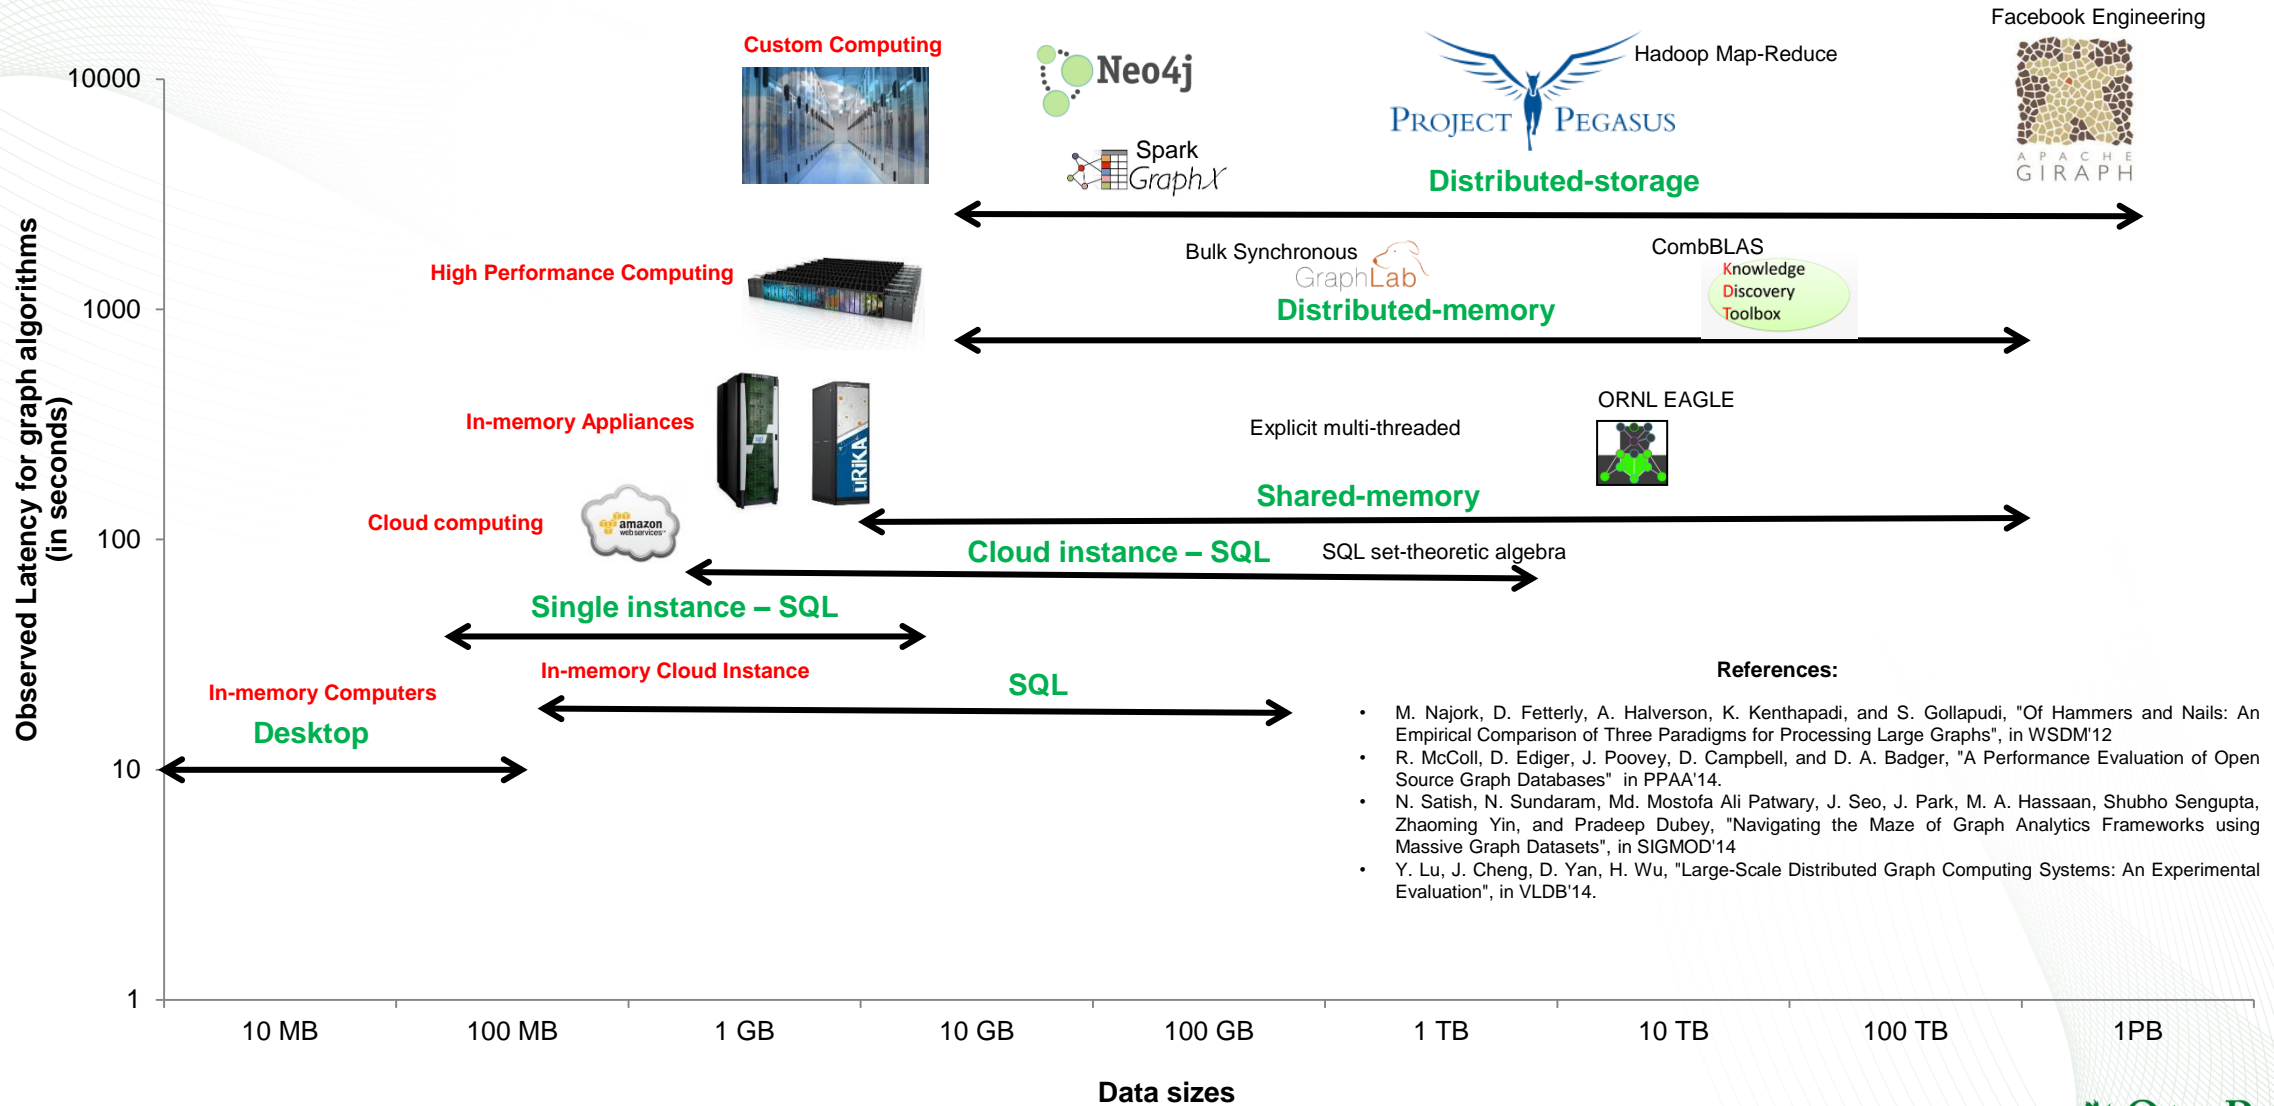 Facebook Engineering
Custom Computing
Neo4j
Hadoop Map-Reduce
10000
PROJECT PEGASUS
Spark
GraphX
APACHE
GIRAPH
Distributed-storage
Observed Latency for graph algorithms
(in seconds)
High Performance Computing
Bulk Synchronous
GraphLab
CombBLAS
Knowledge
Discovery
Toolbox
1000
Distributed-memory
In-memory Appliances
uRiKA
Explicit multi-threaded
ORNL EAGLE
Shared-memory
Cloud computing
amazon
webservices™
100
Cloud instance – SQL
SQL set-theoretic algebra
Single instance – SQL
In-memory Computers
In-memory Cloud Instance
SQL
Desktop
10
References:
• M. Najork, D. Fetterly, A. Halverson, K. Kenthapadi, and S. Gollapudi, "Of Hammers and Nails: An
Empirical Comparison of Three Paradigms for Processing Large Graphs", in WSDM'12
• R. McColl, D. Ediger, J. Poovey, D. Campbell, and D. A. Badger, "A Performance Evaluation of Open
Source Graph Databases" in PPAA'14.
• N. Satish, N. Sundaram, Md. Mostofa Ali Patwary, J. Seo, J. Park, M. A. Hassaan, Shubho Sengupta,
Zhaoming Yin, and Pradeep Dubey, "Navigating the Maze of Graph Analytics Frameworks using
Massive Graph Datasets", in SIGMOD'14
• Y. Lu, J. Cheng, D. Yan, H. Wu, "Large-Scale Distributed Graph Computing Systems: An Experimental
Evaluation", in VLDB'14.
1
10 MB
100 MB
1 GB
10 GB
100 GB
1 TB
10 TB
100 TB
1PB
Data sizes